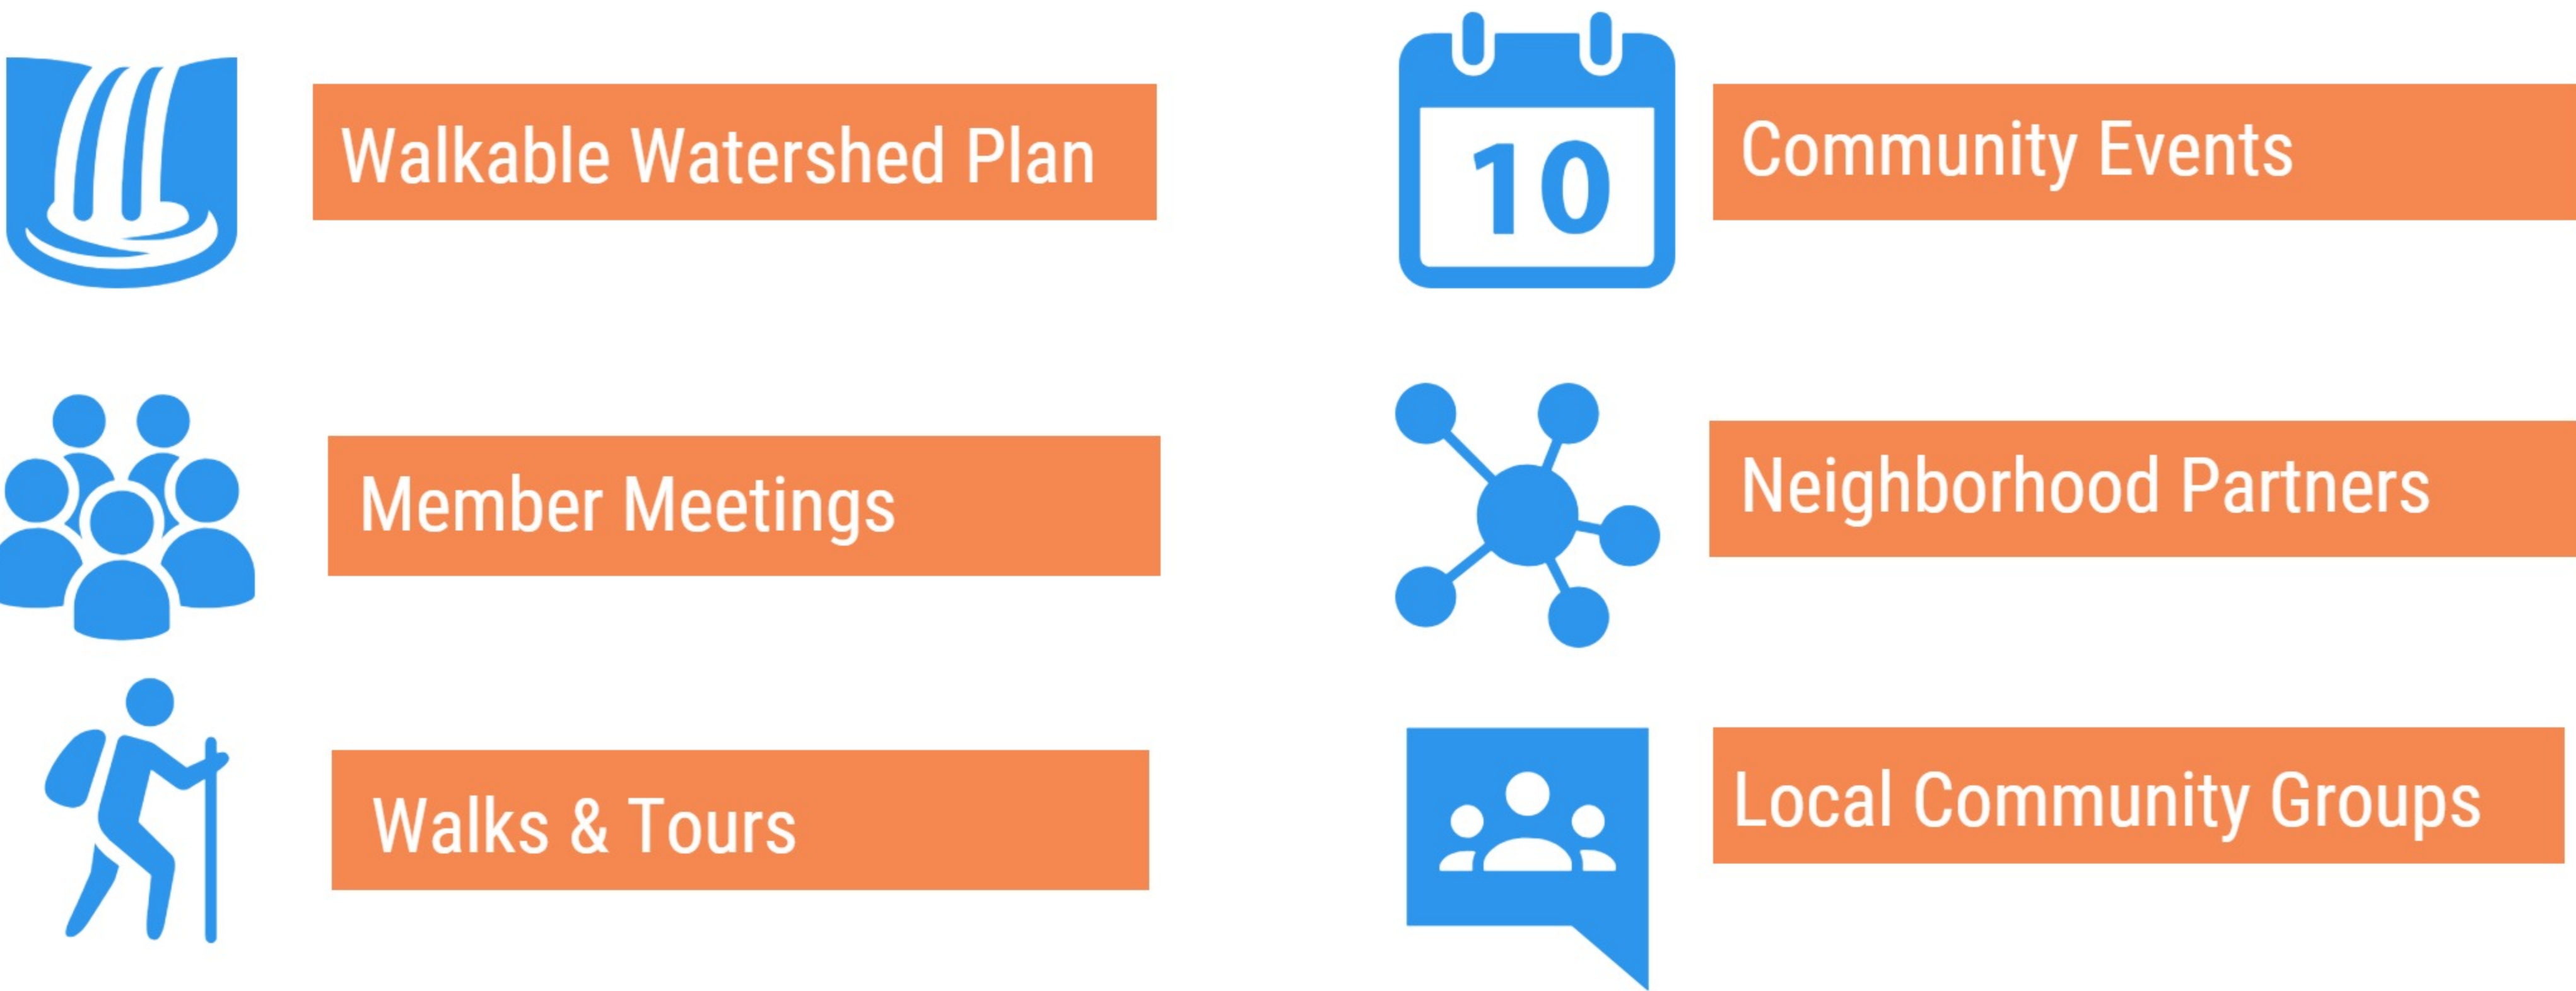 Walkable Watershed Plan
10
Community Events
Member Meetings
Neighborhood Partners
Walks & Tours
Local Community Groups